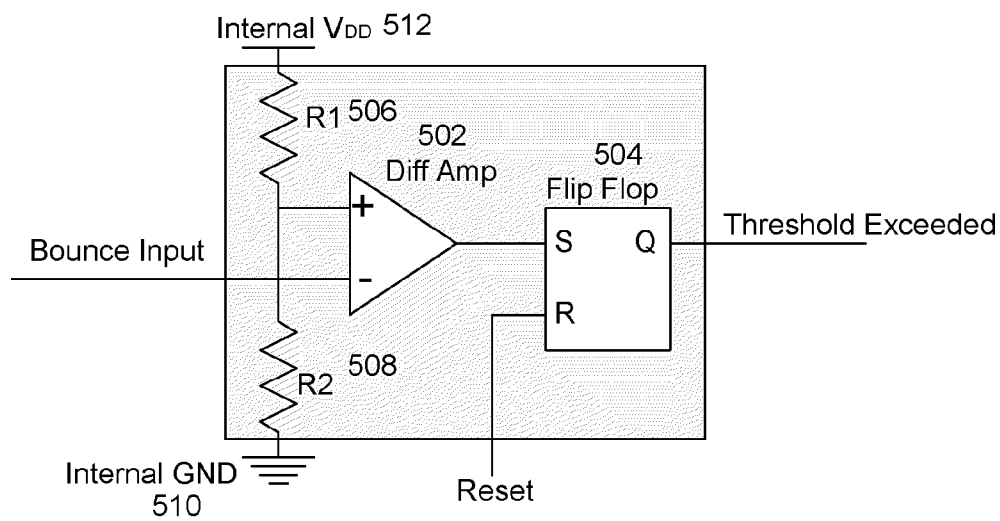 Internal VDD 512
R1 506
502
Diff Amp
504
Flip Flop
+
S Q
Threshold Exceeded
Bounce Input
-
R
R2 508
Internal GND
510
Reset